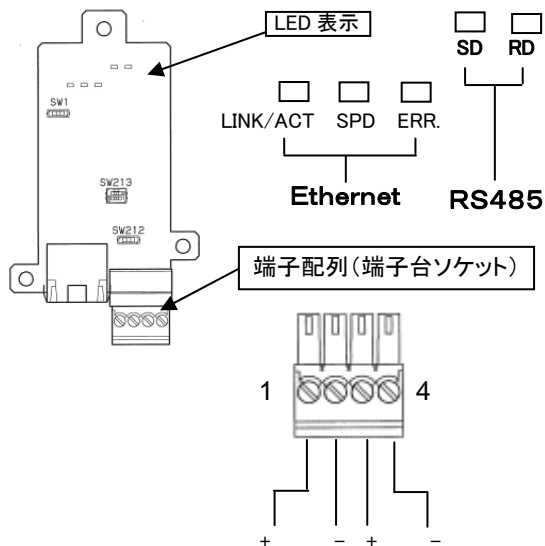 LED 表示
SD RD
LINK/ACT SPD ERR.
Ethernet RS485
SW1
SW213
SW212
端子配列(端子台ソケット)
1 4
+ - + -